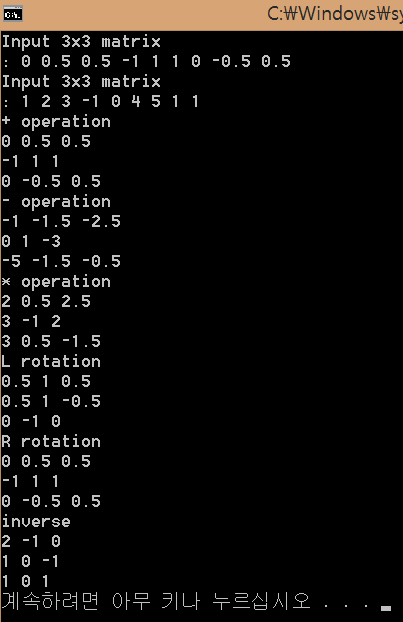 C:\Windows\sy
Input 3x3 matrix
: 0 0.5 0.5 -1 1 1 0 -0.5 0.5
Input 3x3 matrix
: 1 2 3 -1 0 4 5 1 1
+ operation
0 0.5 0.5
-1 1 1
0 -0.5 0.5
- operation
-1 -1.5 -2.5
0 1 -3
-5 -1.5 -0.5
* operation
2 0.5 2.5
3 -1 2
3 0.5 -1.5
L rotation
0.5 1 0.5
0.5 1 -0.5
0 -1 0
R rotation
0 0.5 0.5
-1 1 1
0 -0.5 0.5
inverse
2 -1 0
1 0 -1
1 0 1
계속하려면 아무 키나 누르십시오 . . .